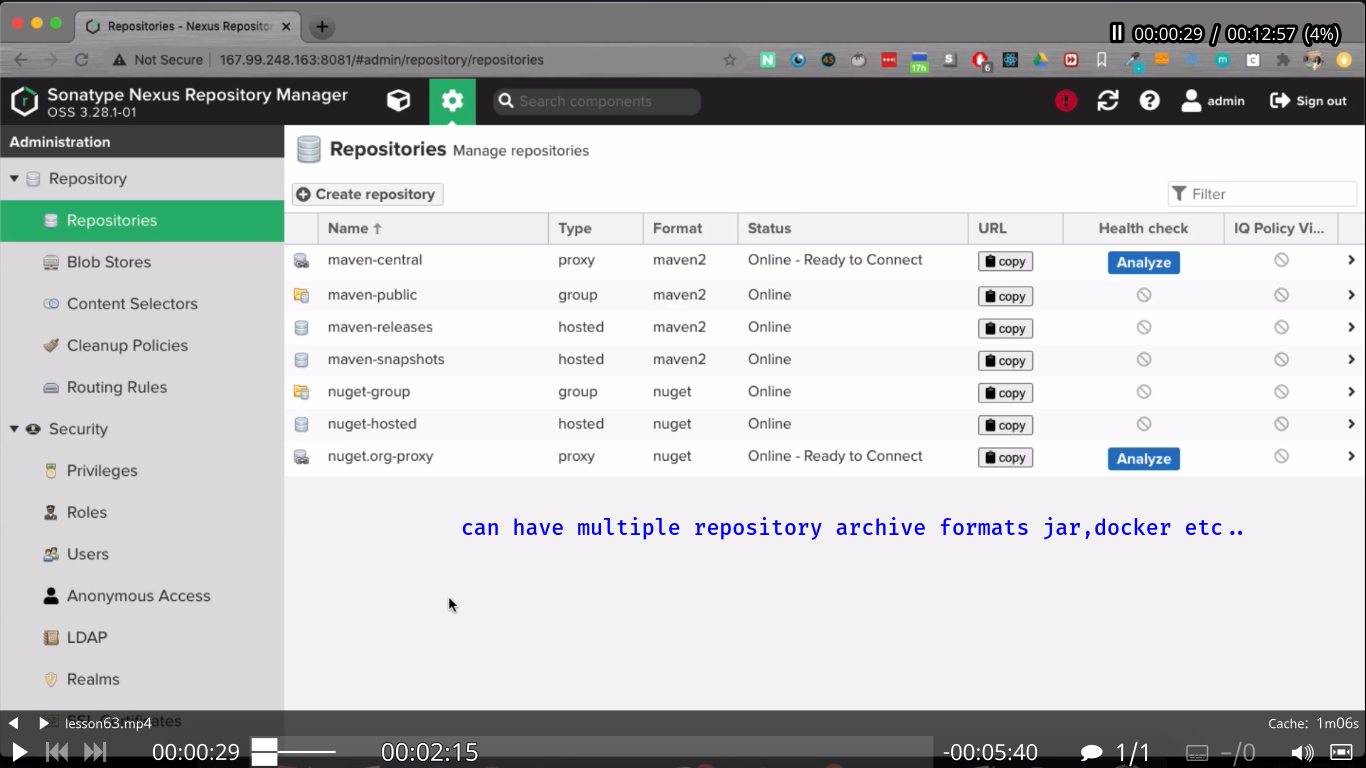 Repositories - Nexus Repositor
00:00:29 / 00:12:57 (4%)
Not Secure 167.99.248.163:8081/#admin/repository/repositories
45
17h
S
6
m
C
Sonatype Nexus Repository Manager
OSS 3.28.1-01
Search components
admin
Sign out
Administration
Repositories Manage repositories
Repository
Create repository
Filter
Repositories
Name Type Format Status URL Health check IQ Policy Vi...
Blob Stores
maven-central proxy maven2 Online - Ready to Connect copy Analyze
Content Selectors
maven-public group maven2 Online copy
maven-releases hosted maven2 Online copy
Cleanup Policies
maven-snapshots hosted maven2 Online copy
Routing Rules
nuget-group group nuget Online copy
Security
nuget-hosted hosted nuget Online copy
nuget.org-proxy proxy nuget Online - Ready to Connect copy Analyze
Privileges
Roles
can have multiple repository archive formats jar,docker etc..
Users
Anonymous Access
LDAP
Realms
SSL Certificates
lesson63.mp4
Cache: 1m06s
00:00:29 00:02:15 -00:05:40 1/1 –/0